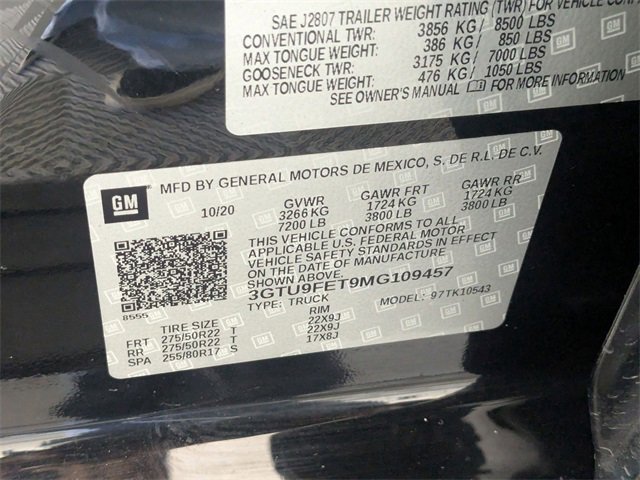 SAE J2807 TRAILER WEIGHT RATING (TWR) FOR VEHICLE
CONVENTIONAL TWR: 3856 KG / 8500 LBS
MAX TONGUE WEIGHT: 386 KG / 850 LBS
GOOSENECK TWR: 3175 KG / 7000 LBS
MAX TONGUE WEIGHT: 476 KG / 1050 LBS
SEE OWNER'S MANUAL FOR MORE INFORMATION
GM
MFD BY GENERAL MOTORS DE MEXICO, S. DE R.L. DE C.V.
10/20 GVWR GAWR FRT GAWR RR
3266 KG 1724 KG 1724 KG
7200 LB 3800 LB 3800 LB
THIS VEHICLE CONFORMS TO ALL
APPLICABLE U.S. FEDERAL MOTOR
VEHICLE SAFETY STANDARDS IN EFFECT
ON THE DATE OF MANUFACTURE SHOWN
ABOVE.
3GTU9FET9MG109457
8555 TYPE: TRUCK MODEL: 97TK10543
TIRE SIZE RIM
FRT 275/50R22 T 22X9J
RR 275/50R22 T 22X9J
SPA 255/80R17 S 17X8J